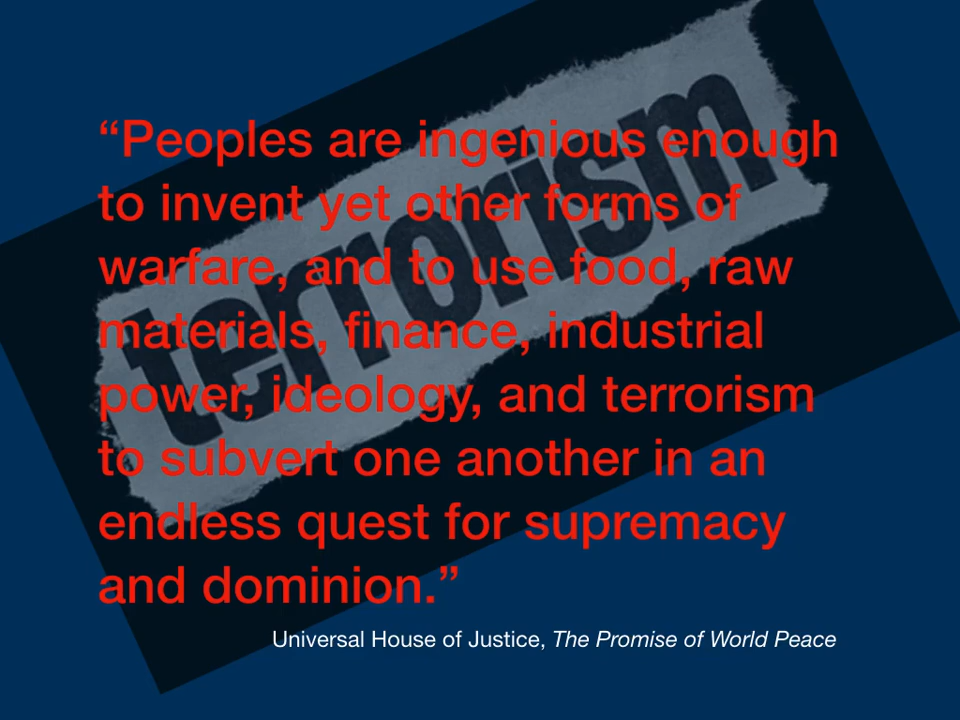 terrorism
“Peoples are ingenious enough
to invent yet other forms of
warfare, and to use food, raw
materials, finance, industrial
power, ideology, and terrorism
to subvert one another in an
endless quest for supremacy
and dominion.”
Universal House of Justice, The Promise of World Peace